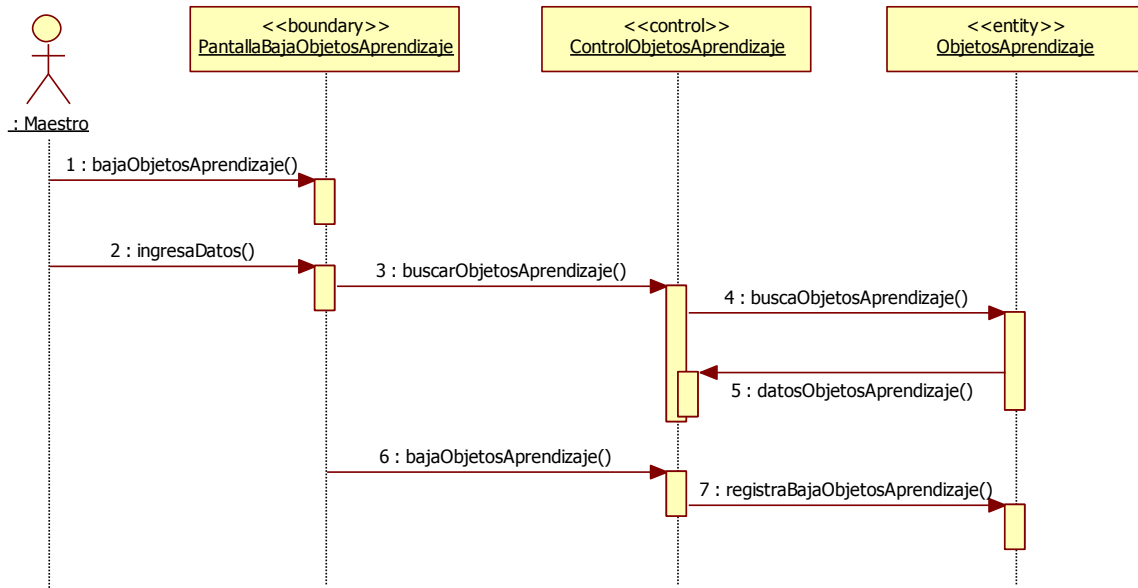 <<boundary>>
PantallaBajaObjetosAprendizaje
<<control>>
ControlObjetosAprendizaje
<<entity>>
ObjetosAprendizaje
: Maestro
1 : bajaObjetosAprendizaje()
2 : ingresaDatos()
3 : buscarObjetosAprendizaje()
4 : buscaObjetosAprendizaje()
5 : datosObjetosAprendizaje()
6 : bajaObjetosAprendizaje()
7 : registraBajaObjetosAprendizaje()